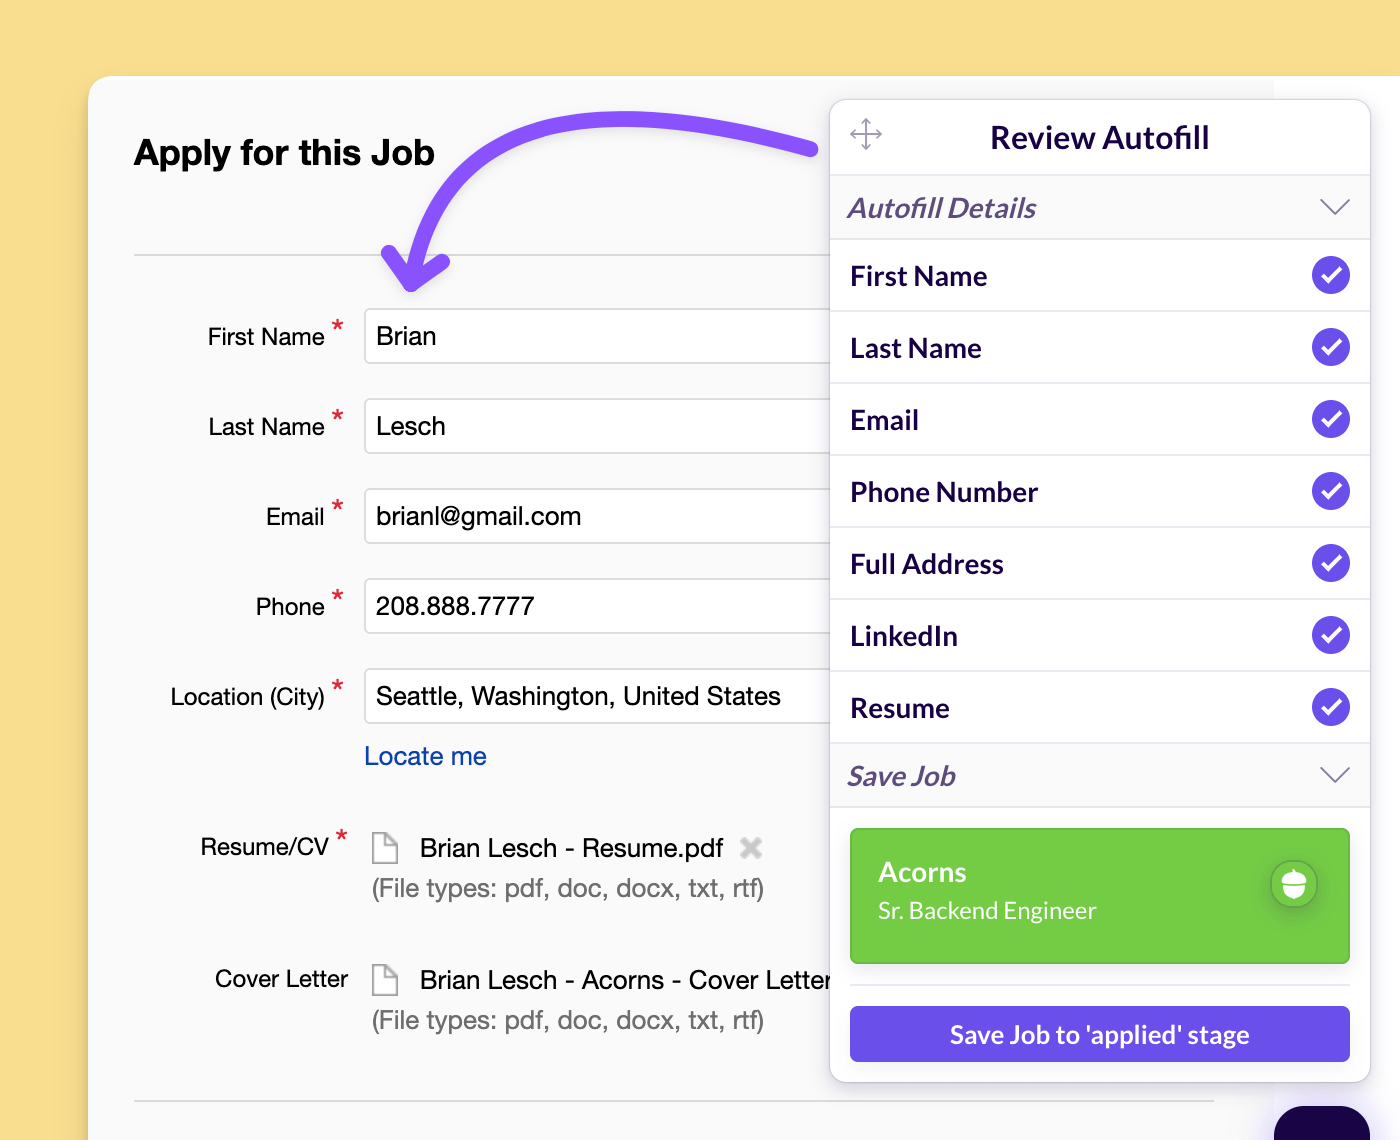 Apply for this Job
First Name *
Brian
Last Name *
Lesch
Email *
brianl@gmail.com
Phone *
208.888.7777
Location (City) *
Seattle, Washington, United States
Locate me
Resume/CV *
Brian Lesch - Resume.pdf
(File types: pdf, doc, docx, txt, rtf)
Cover Letter
Brian Lesch - Acorns - Cover Letter
(File types: pdf, doc, docx, txt, rtf)
Review Autofill
Autofill Details
First Name
Last Name
Email
Phone Number
Full Address
LinkedIn
Resume
Save Job
Acorns
Sr. Backend Engineer
Save Job to 'applied' stage